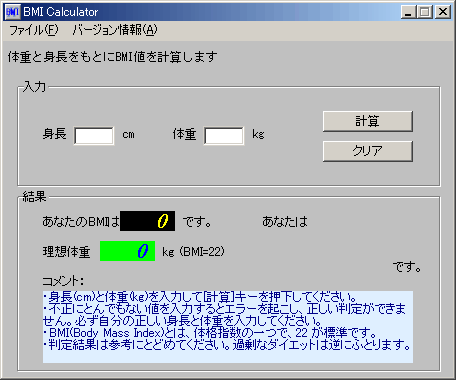 BMI Calculator
ファイル(F) バージョン情報(A)
体重と身長をもとにBMI値を計算します
入力
身長 cm 体重 kg 計算
クリア
結果
あなたのBMIは 0 です。 あなたは
理想体重 0 kg (BMI=22)
です。
コメント:
・身長(cm)と体重(kg)を入力して[計算]キーを押下してください。
・不正にとんでもない値を入力するとエラーを起こし、正しい判定ができま
せん。必ず自分の正しい身長と体重を入力してください。
・BMI(Body Mass Index)とは、体格指数の一つで、22 が標準です。
・判定結果は参考にとどめてください。過剰なダイエットは逆にふとります。